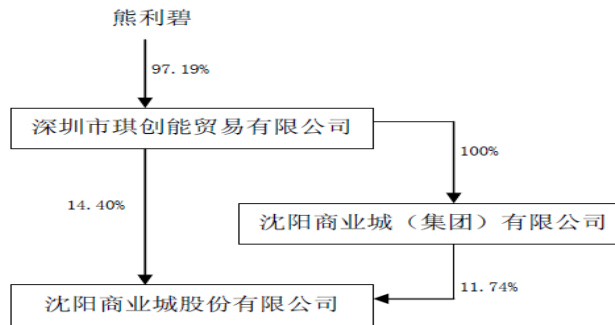 熊利碧
97.19%
深圳市琪创能贸易有限公司
100%
14.40%
沈阳商业城（集团）有限公司
11.74%
沈阳商业城股份有限公司